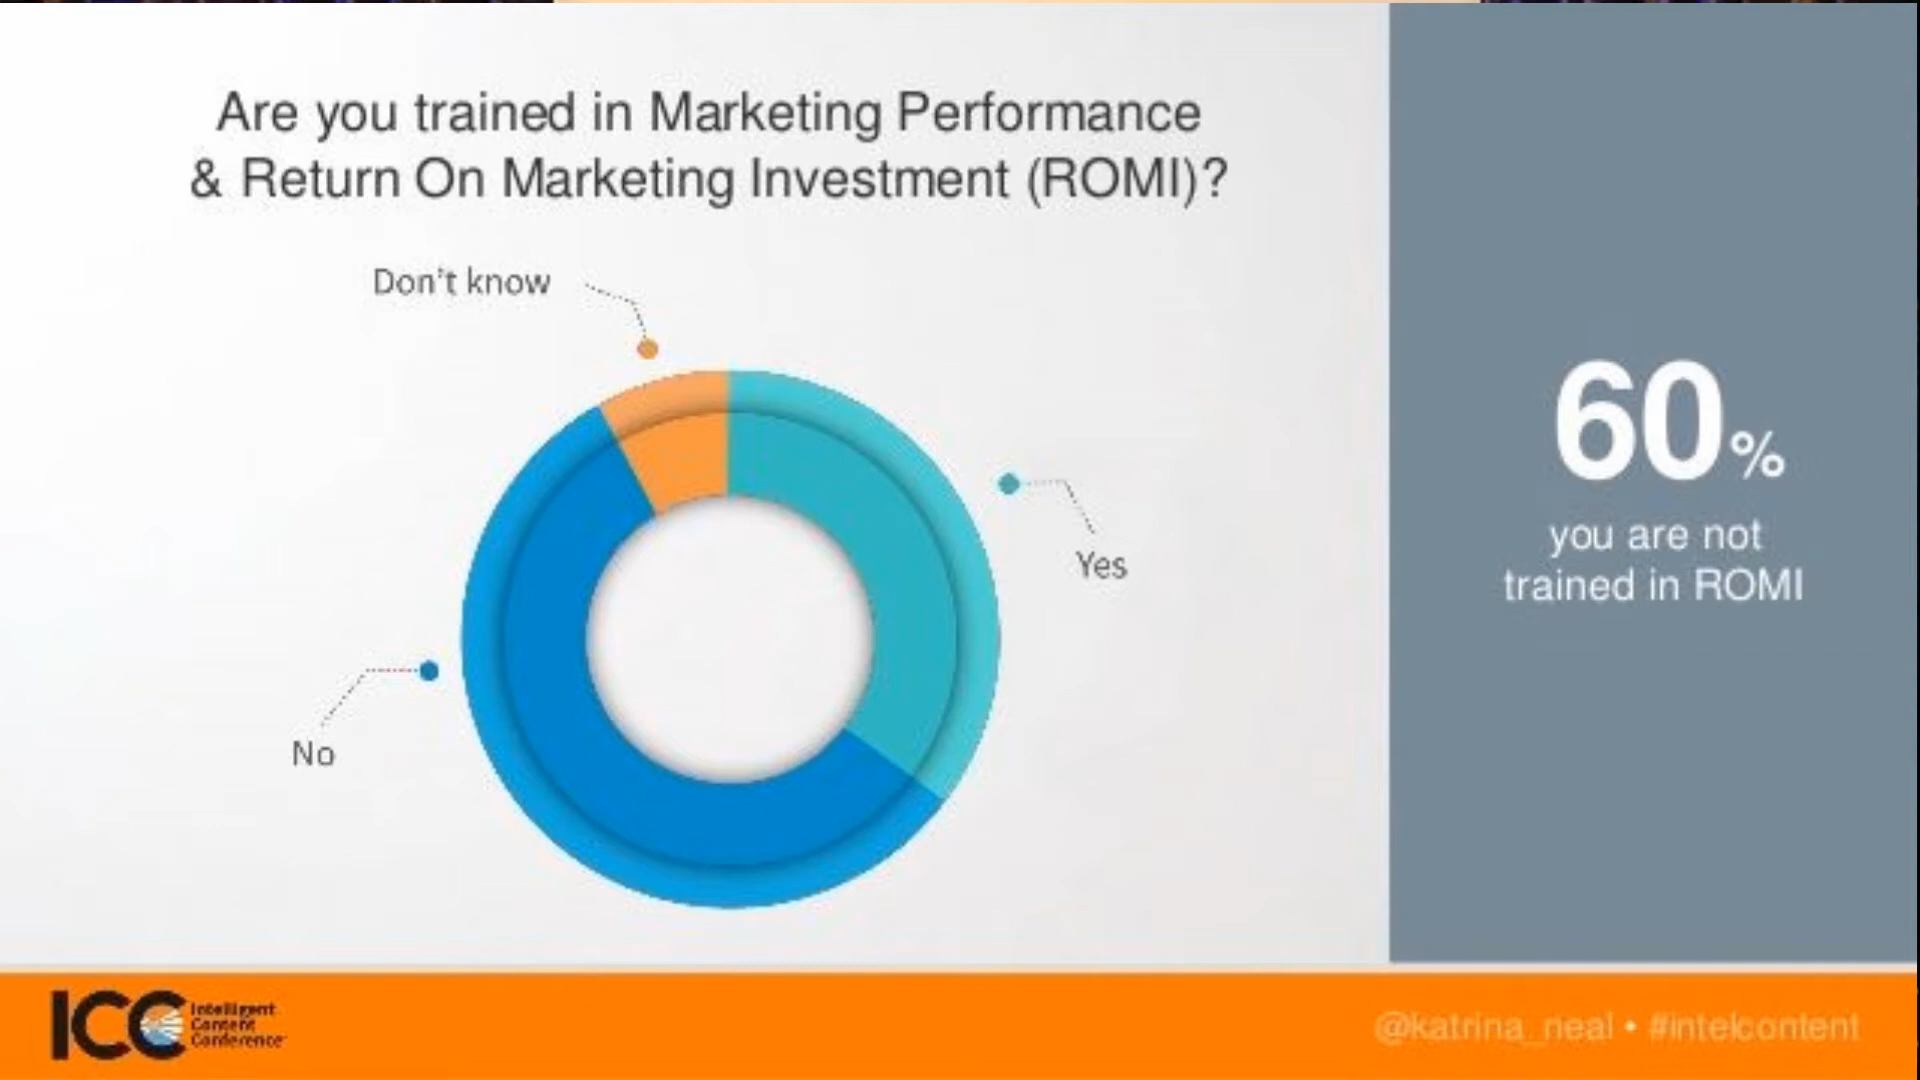 Are you trained in Marketing Performance
& Return On Marketing Investment (ROMI)?
Don't know
Yes
No
60%
you are not
trained in ROMI
ICC
Intelligent
Content
Conference
@katrina_neal • #intelcontent